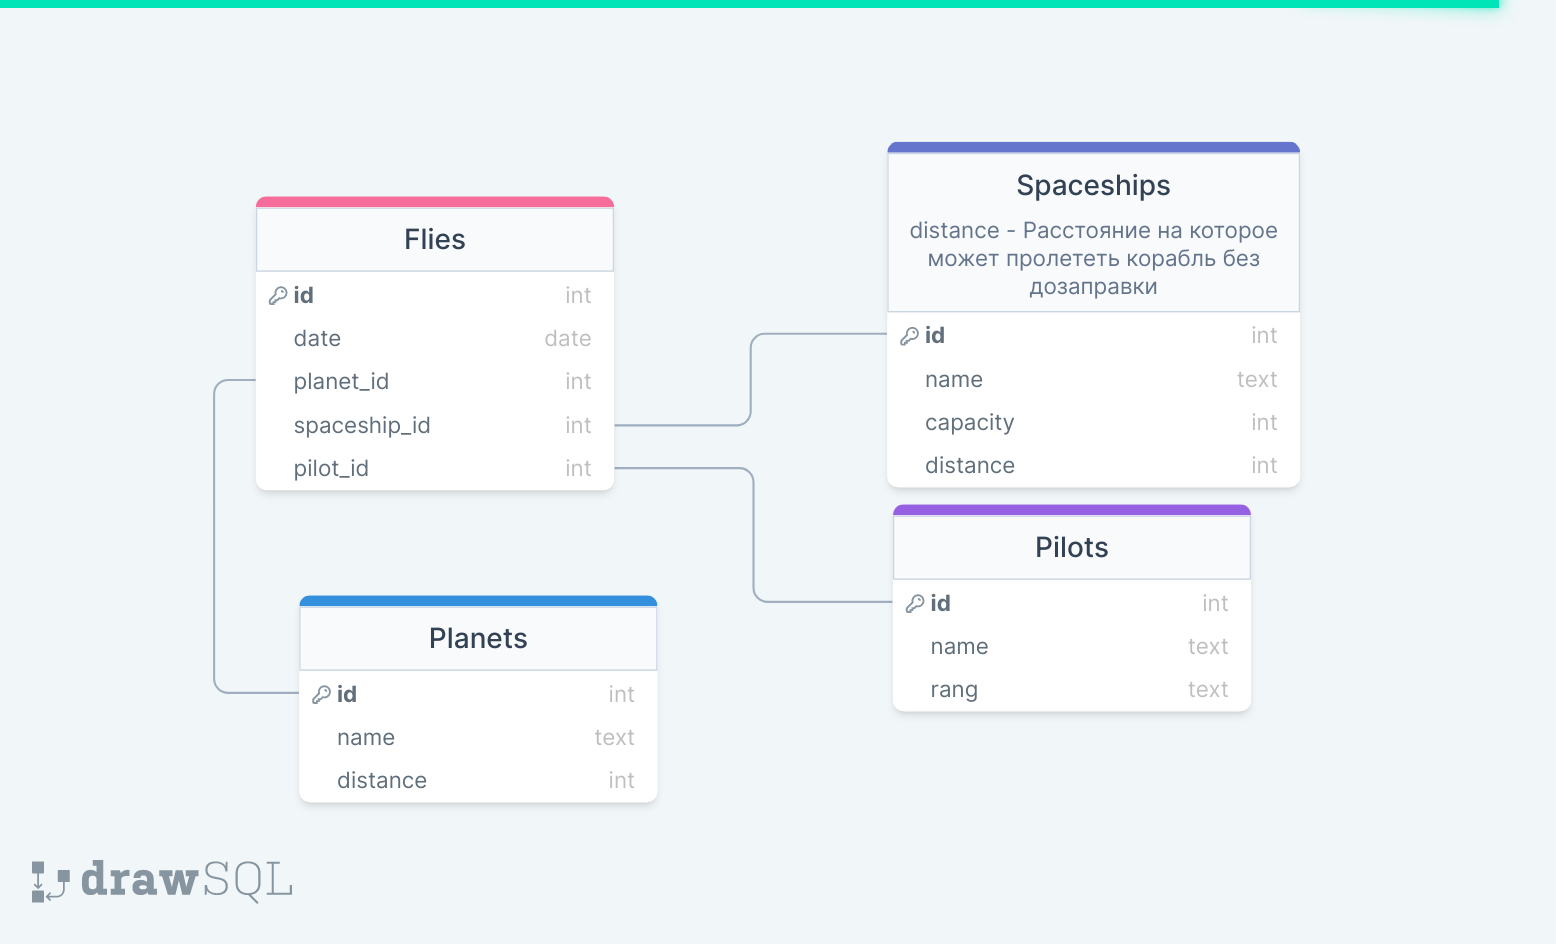 Flies
id int
date date
planet_id int
spaceship_id int
pilot_id int
Spaceships
distance - Расстояние на которое
может пролететь корабль без
дозаправки
id int
name text
capacity int
distance int
Pilots
id int
name text
rang text
Planets
id int
name text
distance int
drawSQL